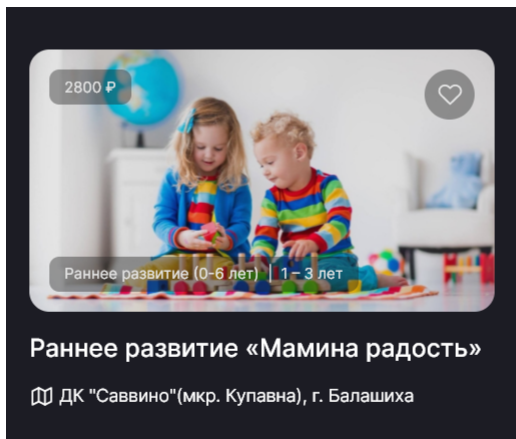 2800 ₽
Раннее развитие (0-6 лет) | 1 – 3 лет
Раннее развитие «Мамина радость»
ДК "Саввино"(мкр. Купавна), г. Балашиха